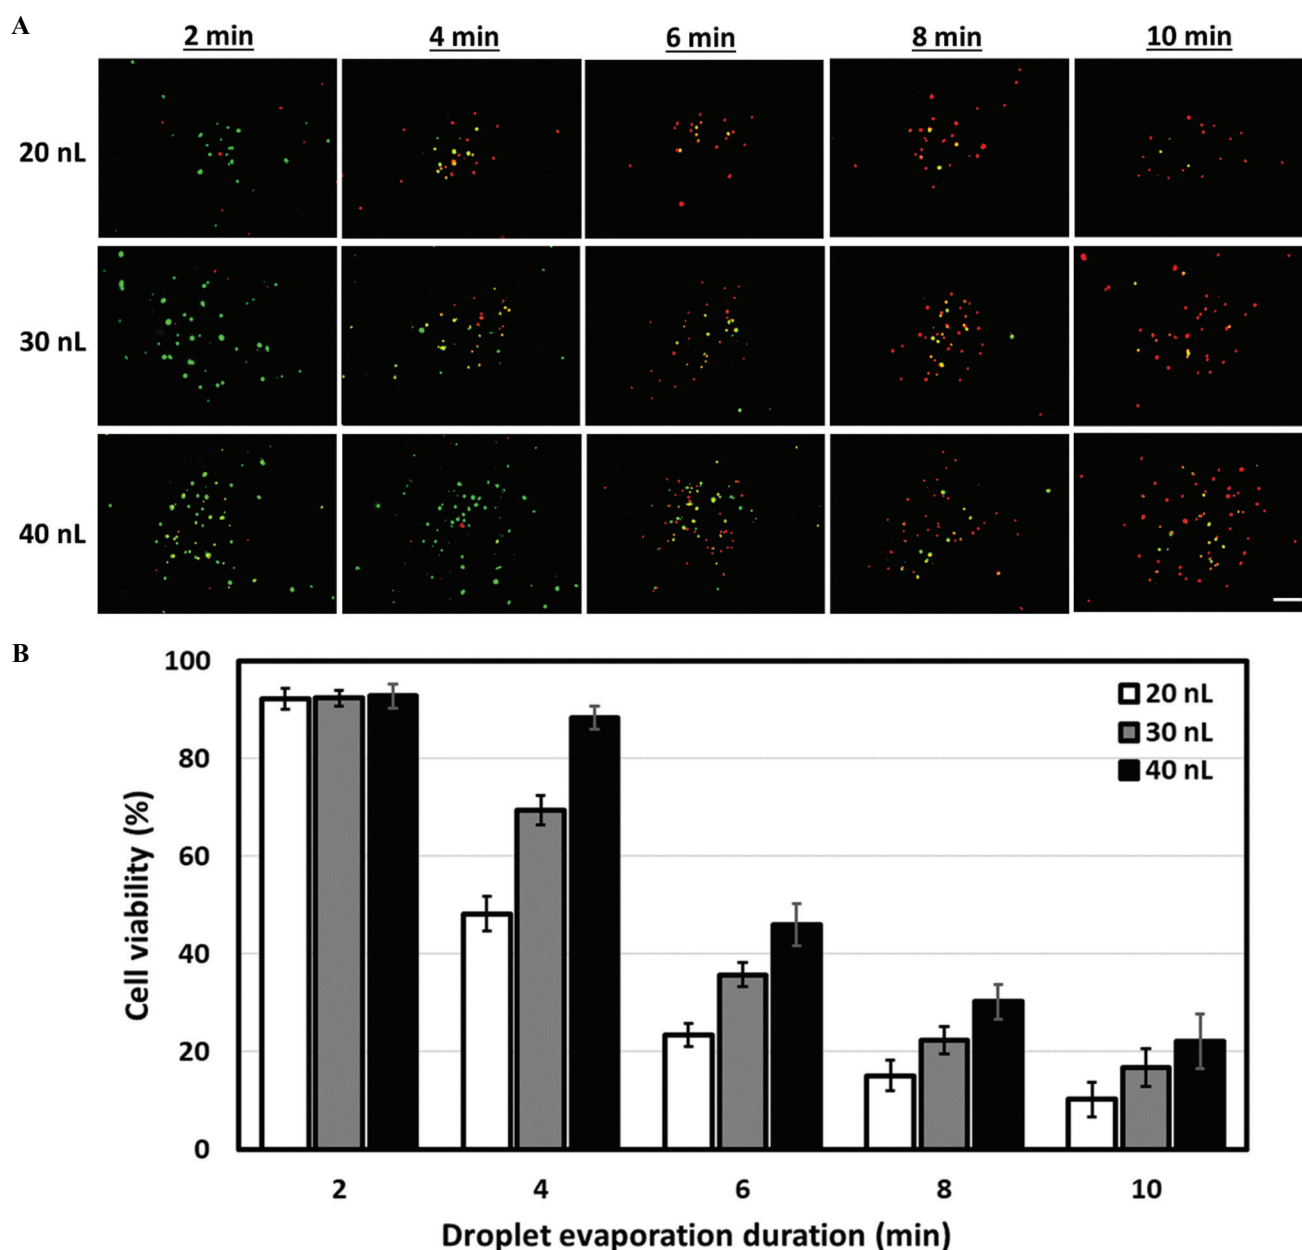 A
2 min 4 min 6 min 8 min 10 min
20 nL
30 nL
40 nL
B
100
80
60
40
20
0
Cell viability (%)
20 nL
30 nL
40 nL
2 4 6 8 10
Droplet evaporation duration (min)